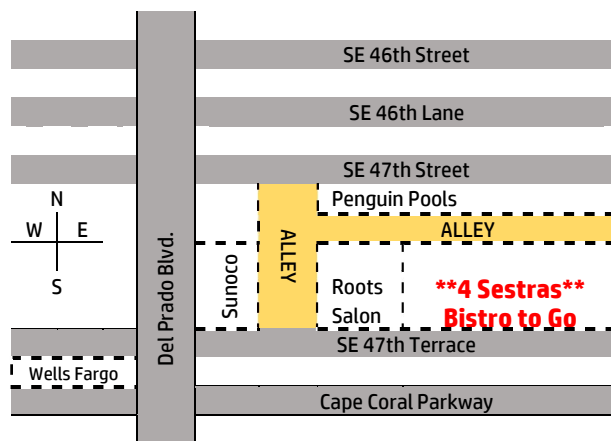 SE 46th Street
SE 46th Lane
SE 47th Street
N
W E
S
Del Prado Blvd.
Penguin Pools
ALLEY
ALLEY
Sunoco
Roots
Salon
**4 Sestras**
Bistro to Go
SE 47th Terrace
Wells Fargo
Cape Coral Parkway